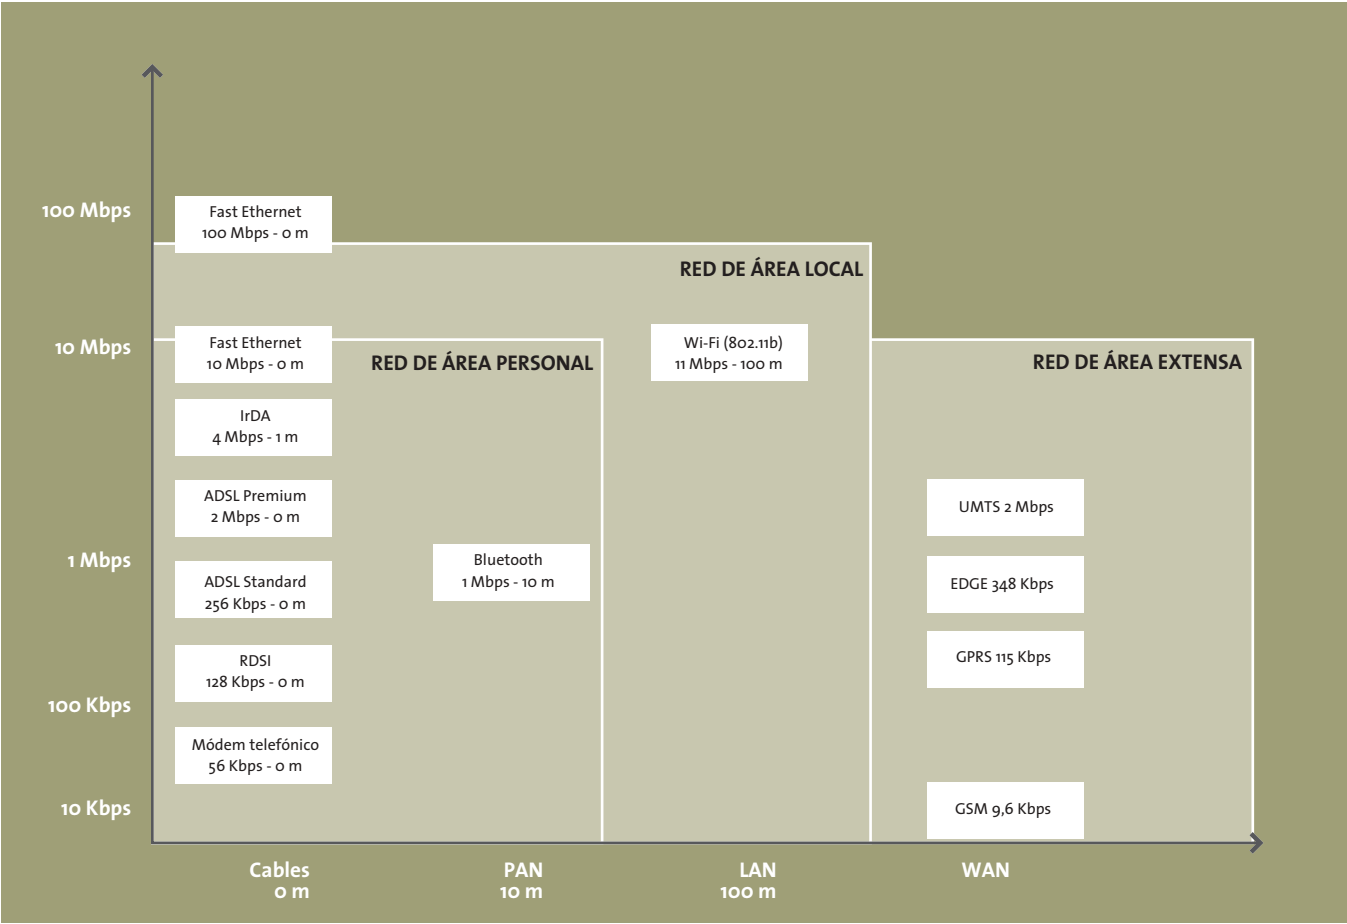 100 Mbps
Fast Ethernet
100 Mbps - 0 m
RED DE ÁREA LOCAL
10 Mbps
Fast Ethernet
10 Mbps - 0 m
RED DE ÁREA PERSONAL
Wi-Fi (802.11b)
11 Mbps - 100 m
RED DE ÁREA EXTENSA
IrDA
4 Mbps - 1 m
ADSL Premium
2 Mbps - 0 m
UMTS 2 Mbps
1 Mbps
Bluetooth
1 Mbps - 10 m
ADSL Standard
256 Kbps - 0 m
EDGE 348 Kbps
RDSI
128 Kbps - 0 m
GPRS 115 Kbps
100 Kbps
Módem telefónico
56 Kbps - 0 m
10 Kbps
GSM 9,6 Kbps
Cables
0 m
PAN
10 m
LAN
100 m
WAN